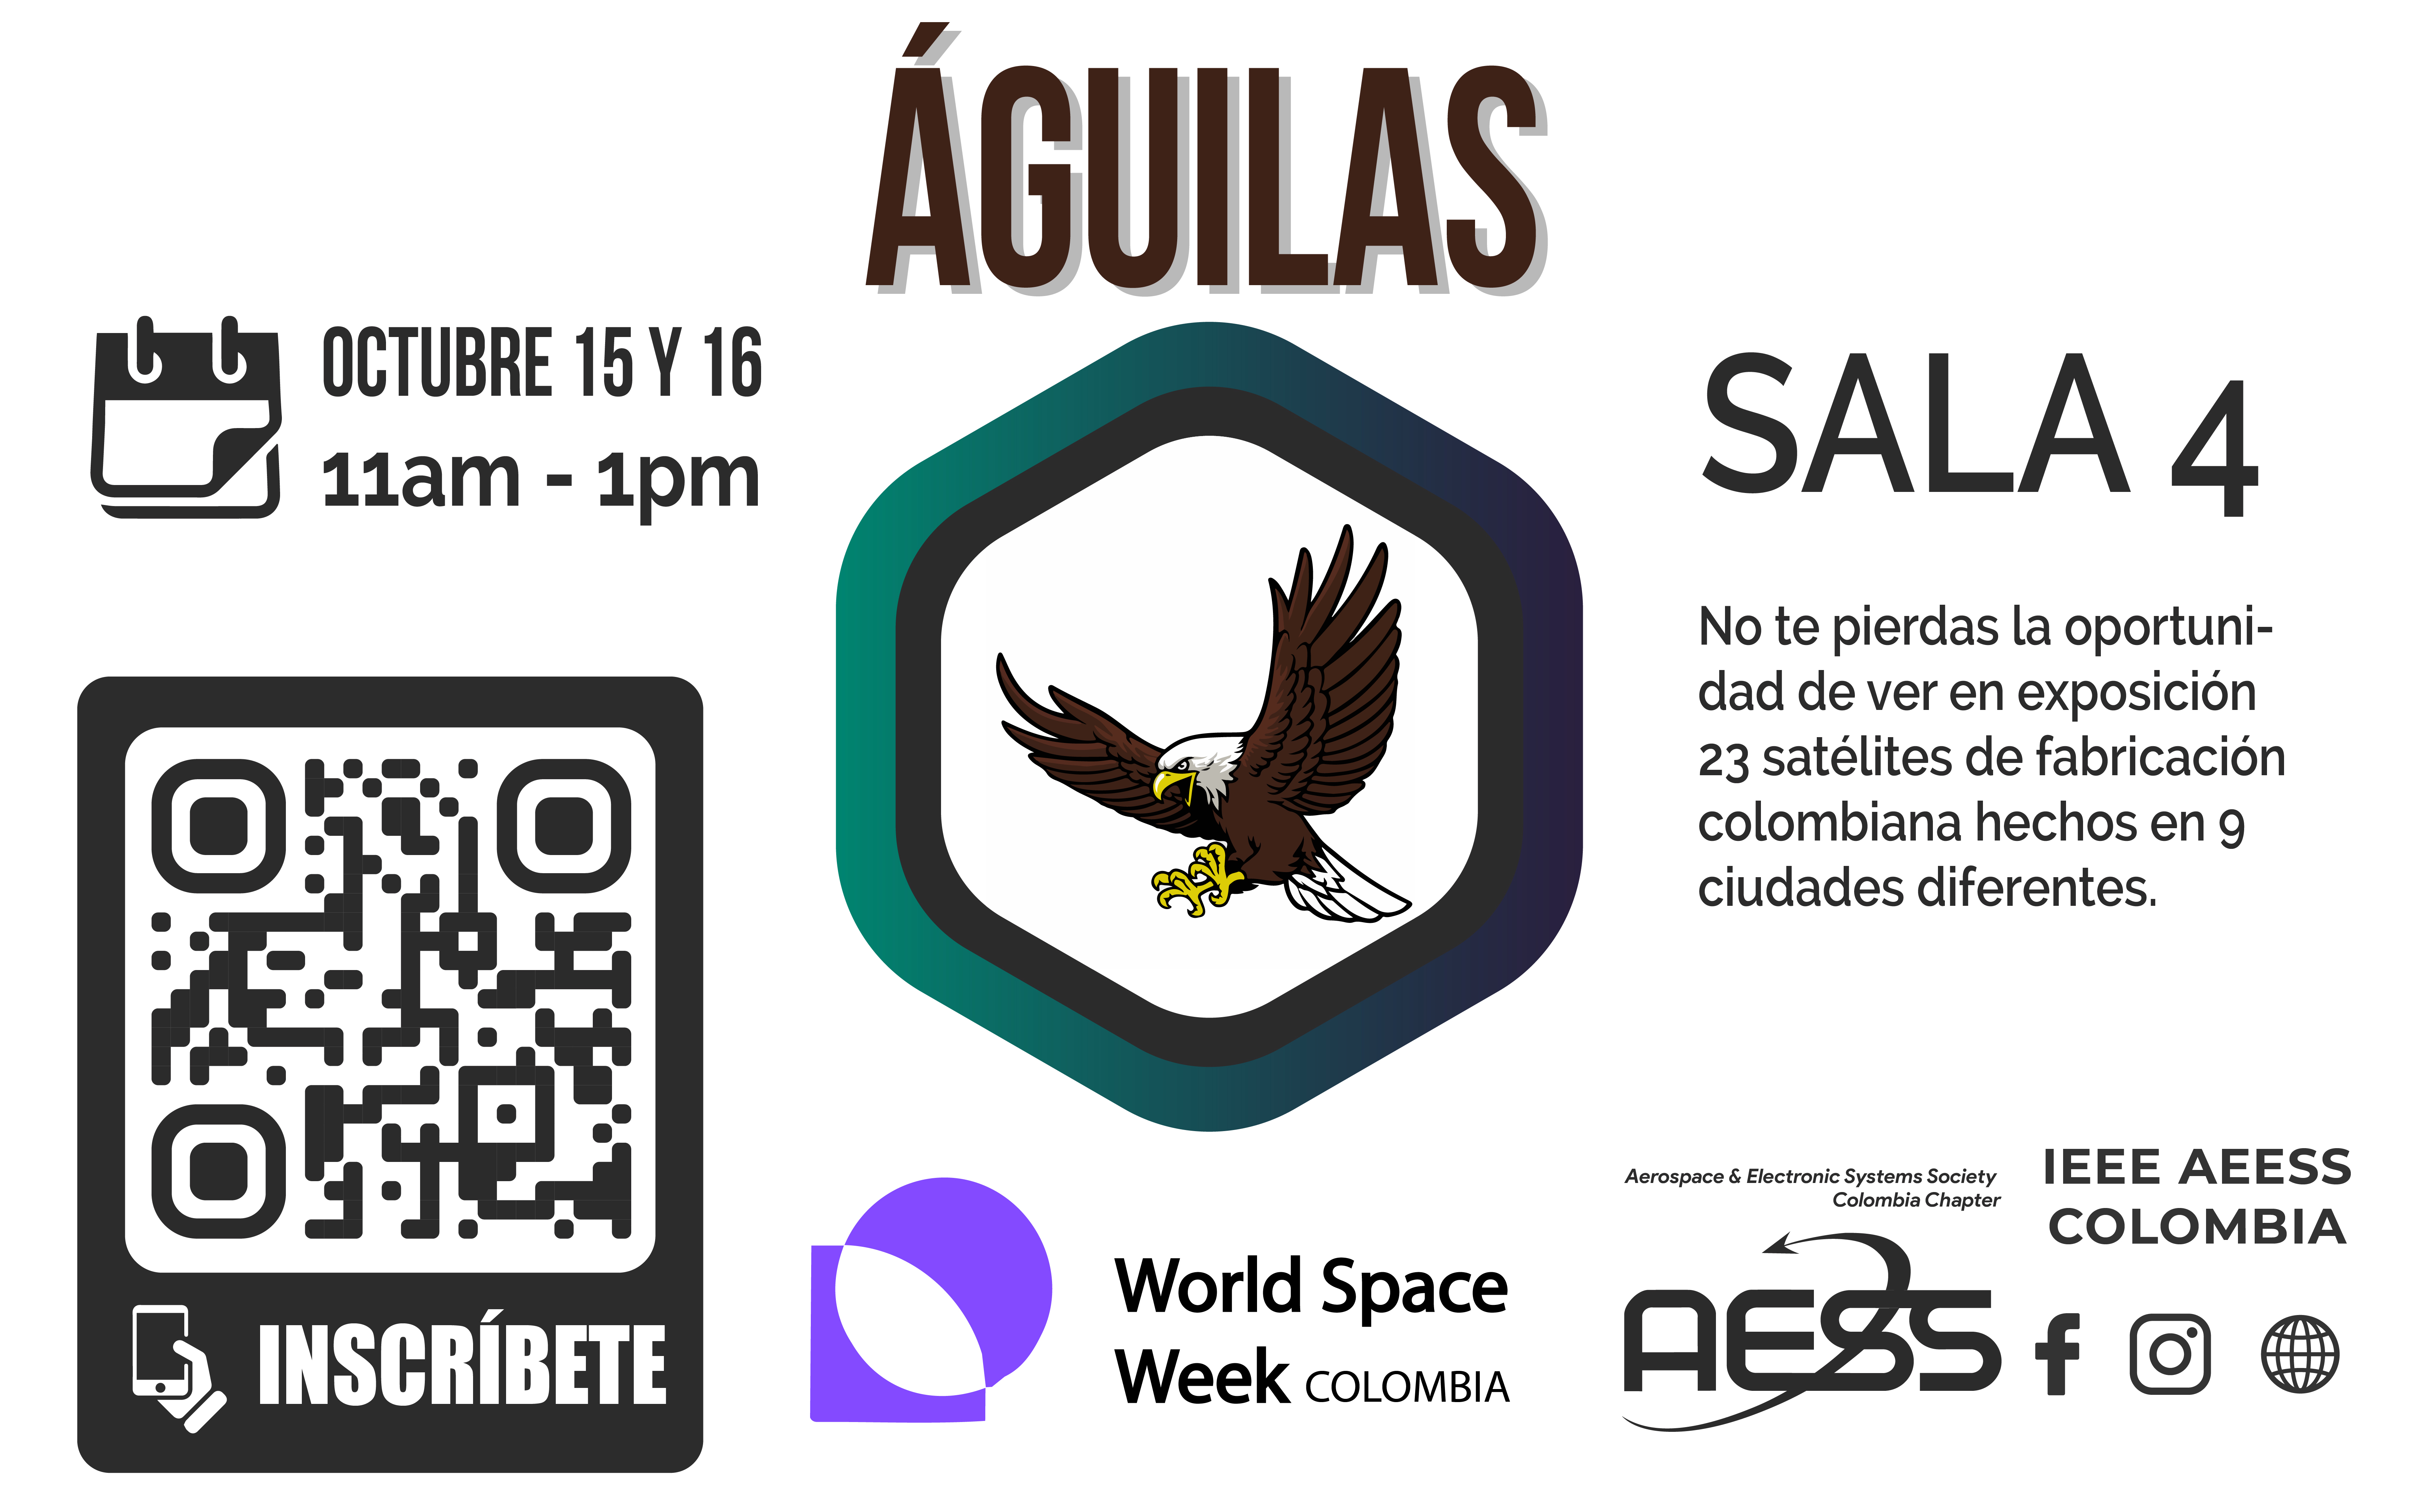 ÁGUILAS
OCTUBRE 15 Y 16
11am - 1pm
SALA 4
No te pierdas la oportuni-
dad de ver en exposición
23 satélites de fabricación
colombiana hechos en 9
ciudades diferentes.
INSCRÍBETE
World Space
Week COLOMBIA
Aerospace & Electronic Systems Society
Colombia Chapter
AESS
IEEE AEESS
COLOMBIA